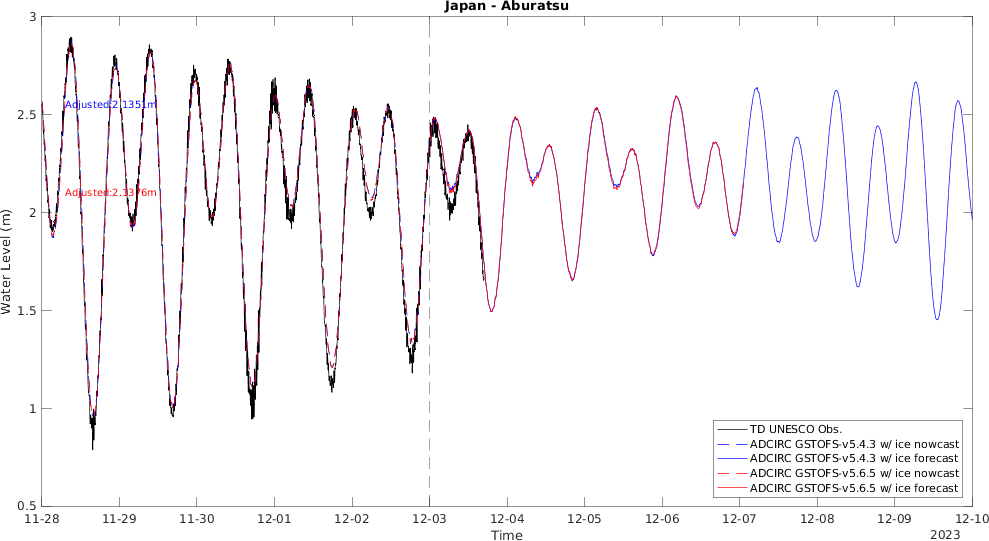 Japan - Aburatsu
3
2.5
2
1.5
1
0.5
Water Level (m)
Adjusted:2.1351m
Adjusted:2.1376m
TD UNESCO Obs.
ADCIRC GSTOFS-v5.4.3 w/ ice nowcast
ADCIRC GSTOFS-v5.4.3 w/ ice forecast
ADCIRC GSTOFS-v5.6.5 w/ ice nowcast
ADCIRC GSTOFS-v5.6.5 w/ ice forecast
11-28 11-29 11-30 12-01 12-02 12-03 12-04 12-05 12-06 12-07 12-08 12-09 12-10
Time
2023